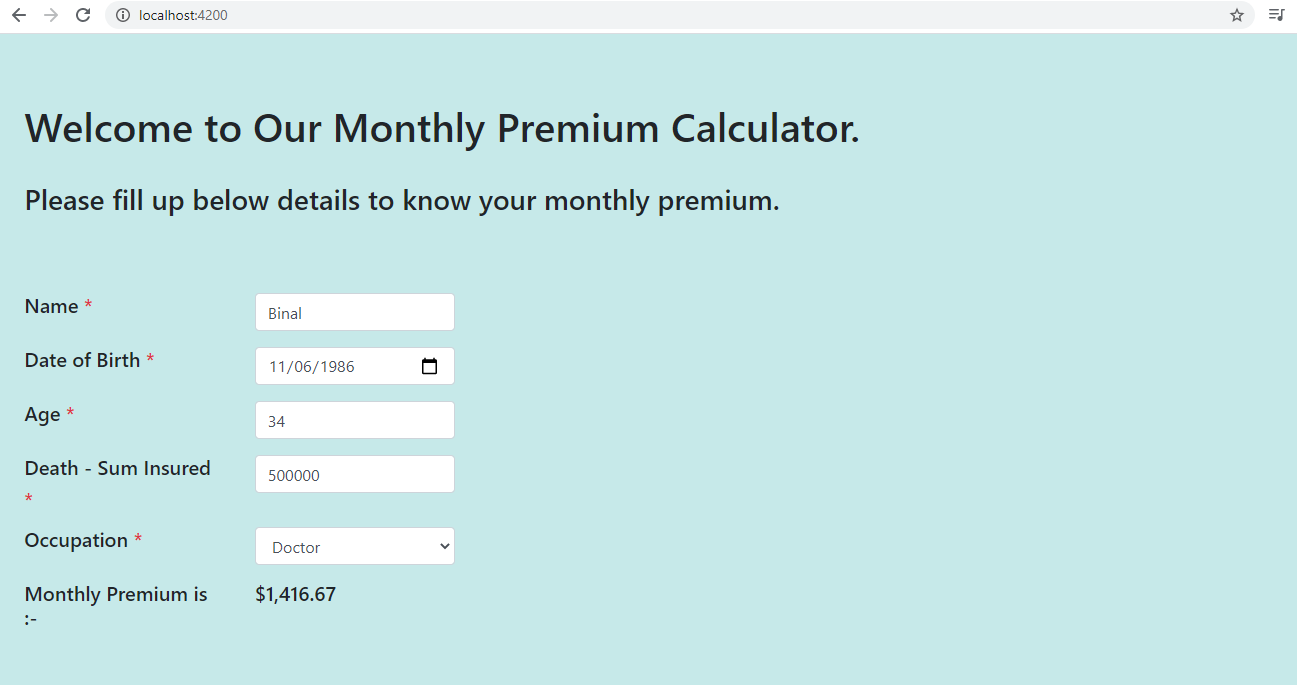 localhost:4200
Welcome to Our Monthly Premium Calculator.
Please fill up below details to know your monthly premium.
Name * Binal
Date of Birth * 11/06/1986
Age * 34
Death - Sum Insured 500000
*
Occupation * Doctor
Monthly Premium is $1,416.67
:-